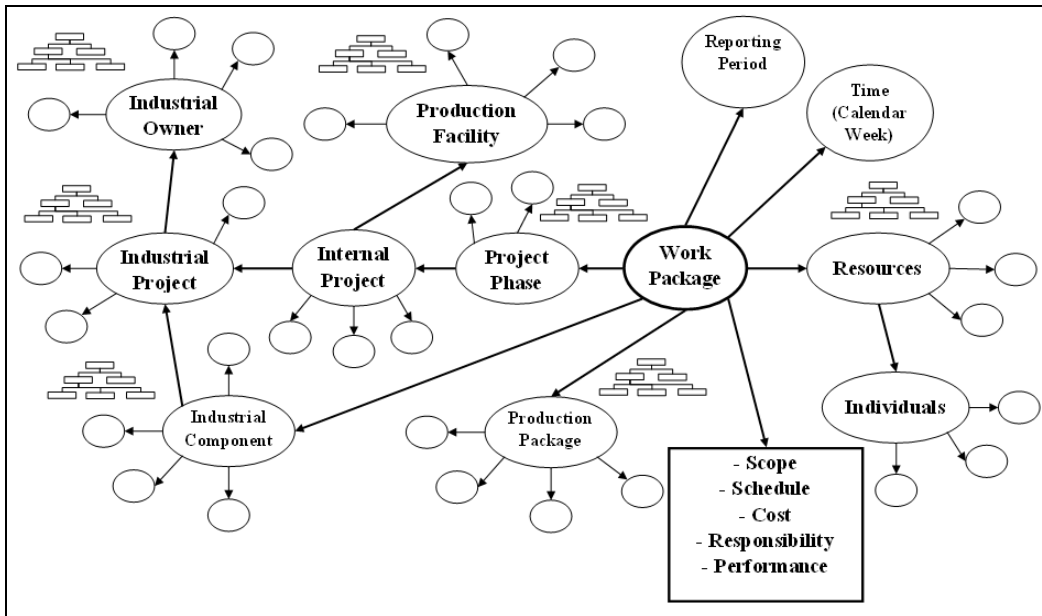 Reporting
Period
Time
(Calendar
Week)
Industrial
Owner
Production
Facility
Industrial
Project
Internal
Project
Project
Phase
Work
Package
Resources
Industrial
Component
Production
Package
Individuals
- Scope
- Schedule
- Cost
- Responsibility
- Performance